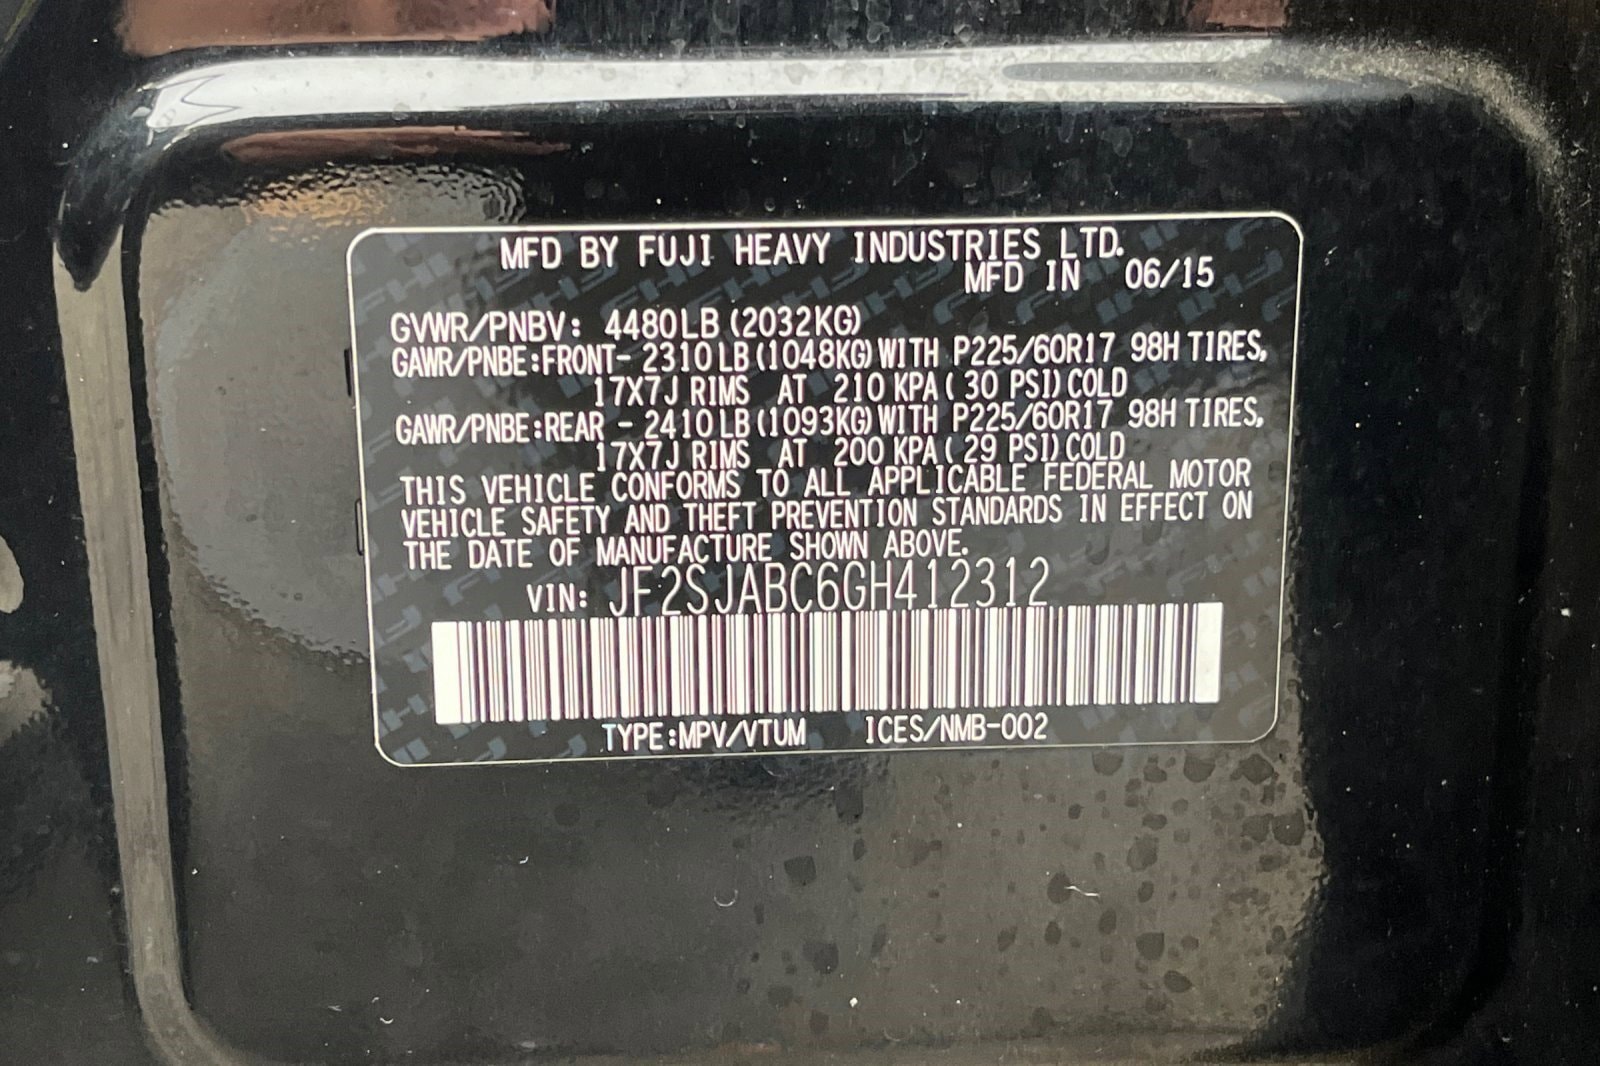 MFD BY FUJI HEAVY INDUSTRIES LTD.
MFD IN 06/15
GVWR/PNBV: 4480LB(2032KG)
GAWR/PNBE:FRONT- 2310LB(1048KG)WITH P225/60R17 98H TIRES,
17X7J RIMS AT 210 KPA( 30 PSI)COLD
GAWR/PNBE:REAR - 2410LB(1093KG)WITH P225/60R17 98H TIRES,
17X7J RIMS AT 200 KPA( 29 PSI)COLD
THIS VEHICLE CONFORMS TO ALL APPLICABLE FEDERAL MOTOR
VEHICLE SAFETY AND THEFT PREVENTION STANDARDS IN EFFECT ON
THE DATE OF MANUFACTURE SHOWN ABOVE.
VIN: JF2SJABC6GH412312
TYPE:MPV/VTUM ICES/NMB-002